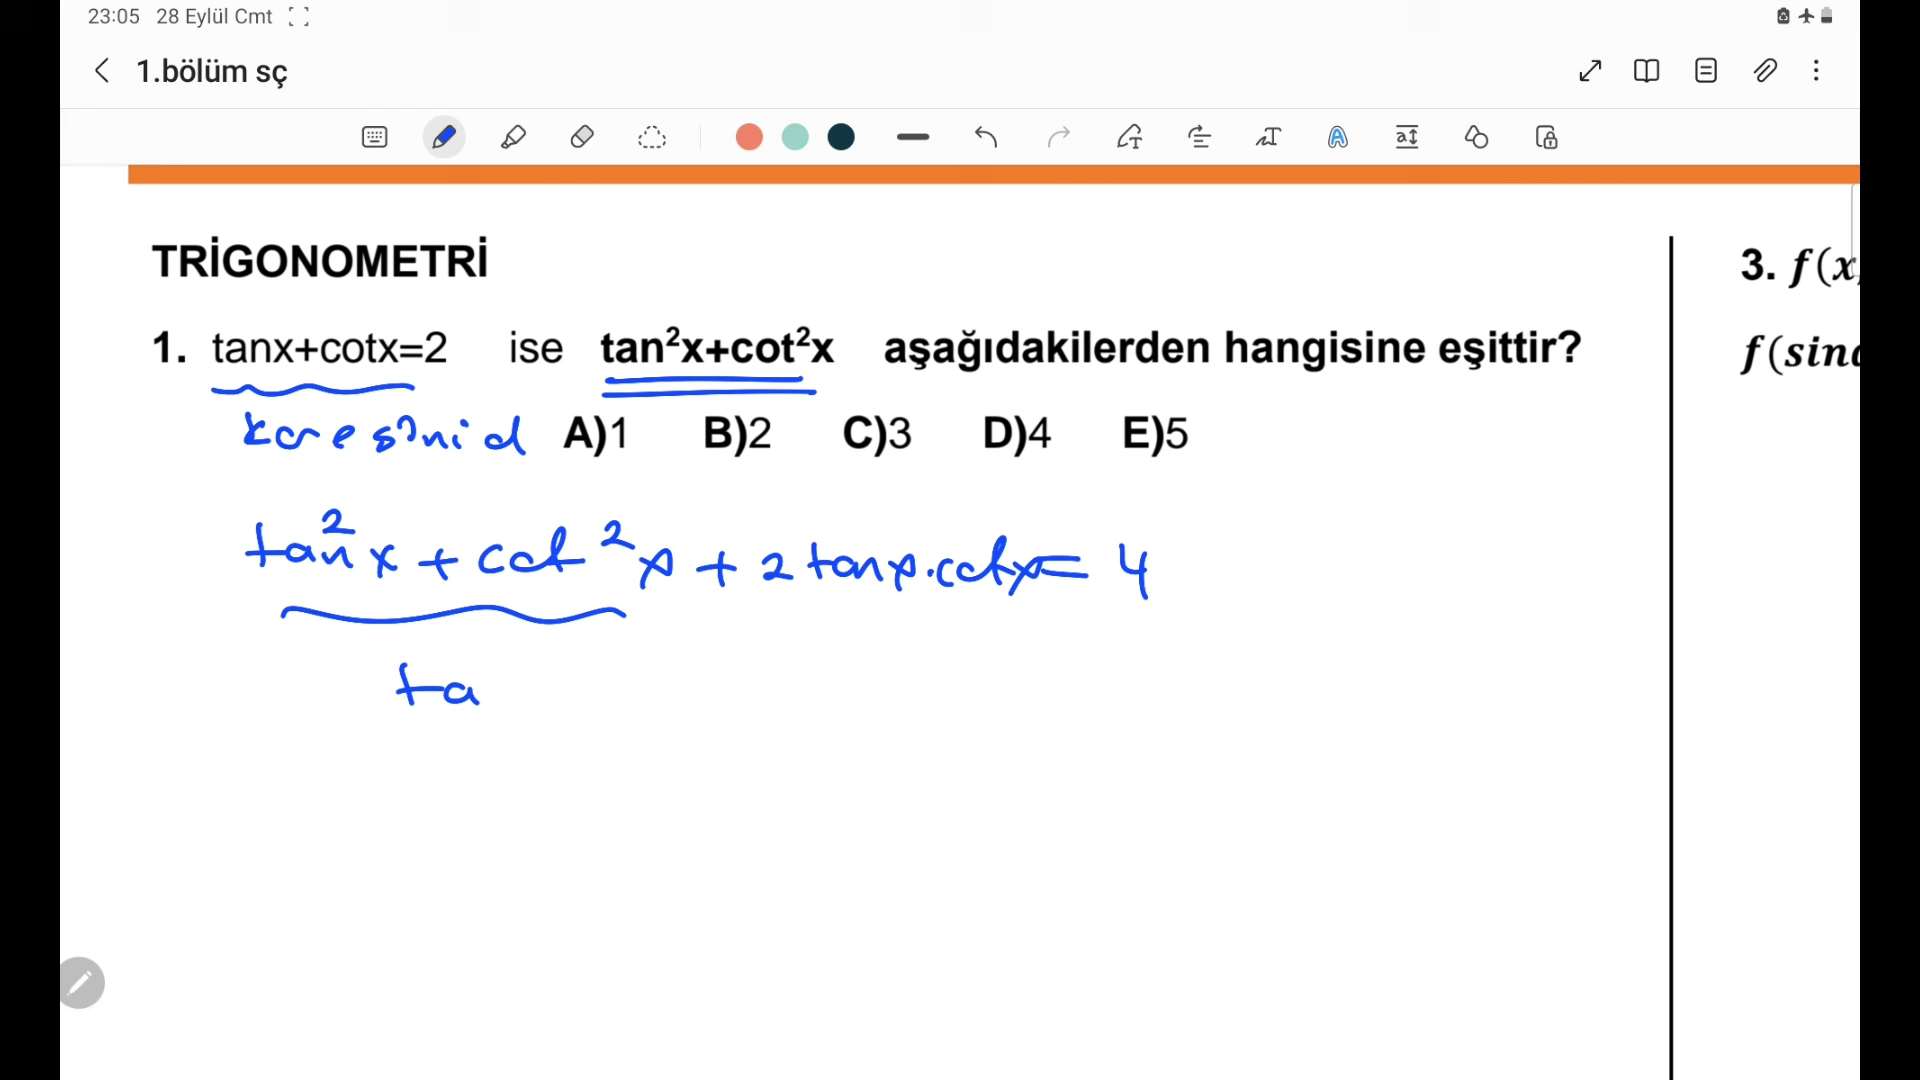 23:05 28 Eylül Cmt
1.bölüm sç
TRİGONOMETRİ
1. tanx+cotx=2 ise tan²x+cot²x aşağıdakilerden hangisine eşittir?
karesini d A)1 B)2 C)3 D)4 E)5
tan²x + cot²x + 2 tanx.cotx = 4
ta
3. f(x
f(sin